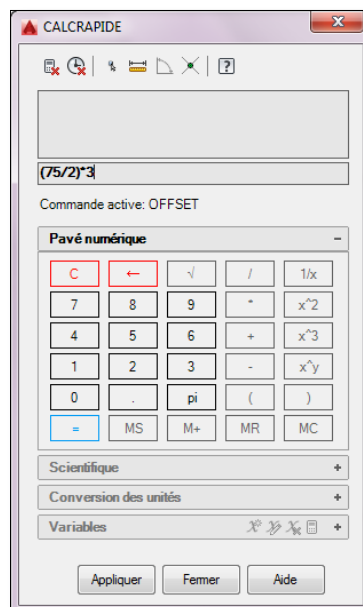 CALCRAPIDE
(75/2)*3
Commande active: OFFSET
Pavé numérique −
C ← √ / 1/x
7 8 9 * x^2
4 5 6 + x^3
1 2 3 - x^y
0 . pi ( )
= MS M+ MR MC
Scientifique +
Conversion des unités +
Variables +
Appliquer Fermer Aide